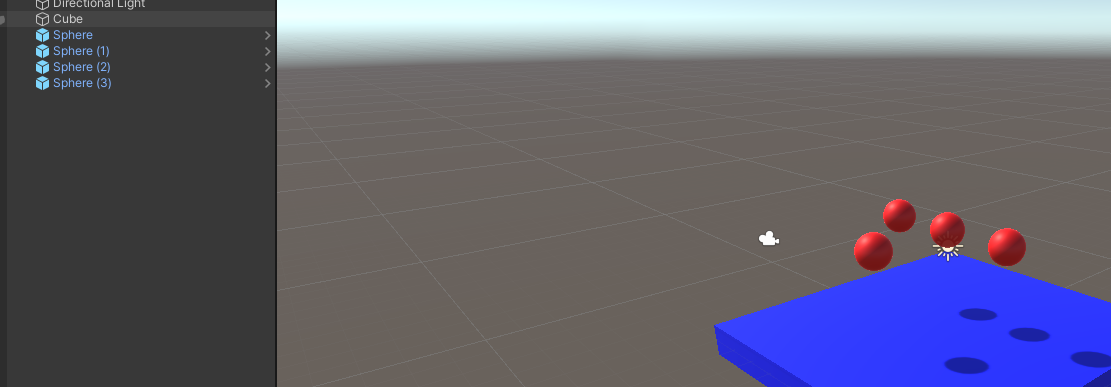 Directional Light
Cube
Sphere
Sphere (1)
Sphere (2)
Sphere (3)